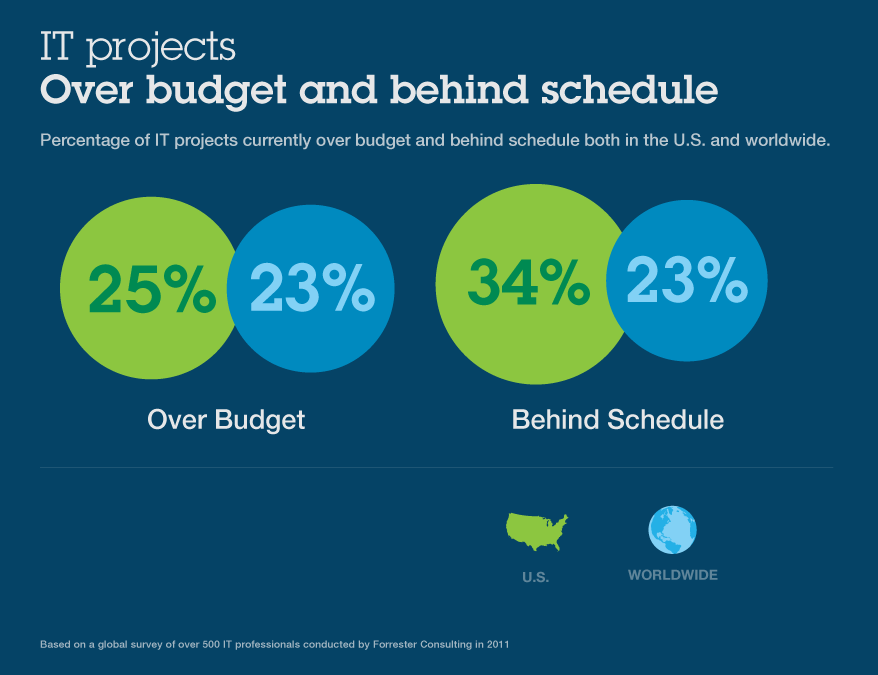 IT projects
Over budget and behind schedule
Percentage of IT projects currently over budget and behind schedule both in the U.S. and worldwide.
25% 23% 34% 23%
Over Budget Behind Schedule
U.S. WORLDWIDE
Based on a global survey of over 500 IT professionals conducted by Forrester Consulting in 2011